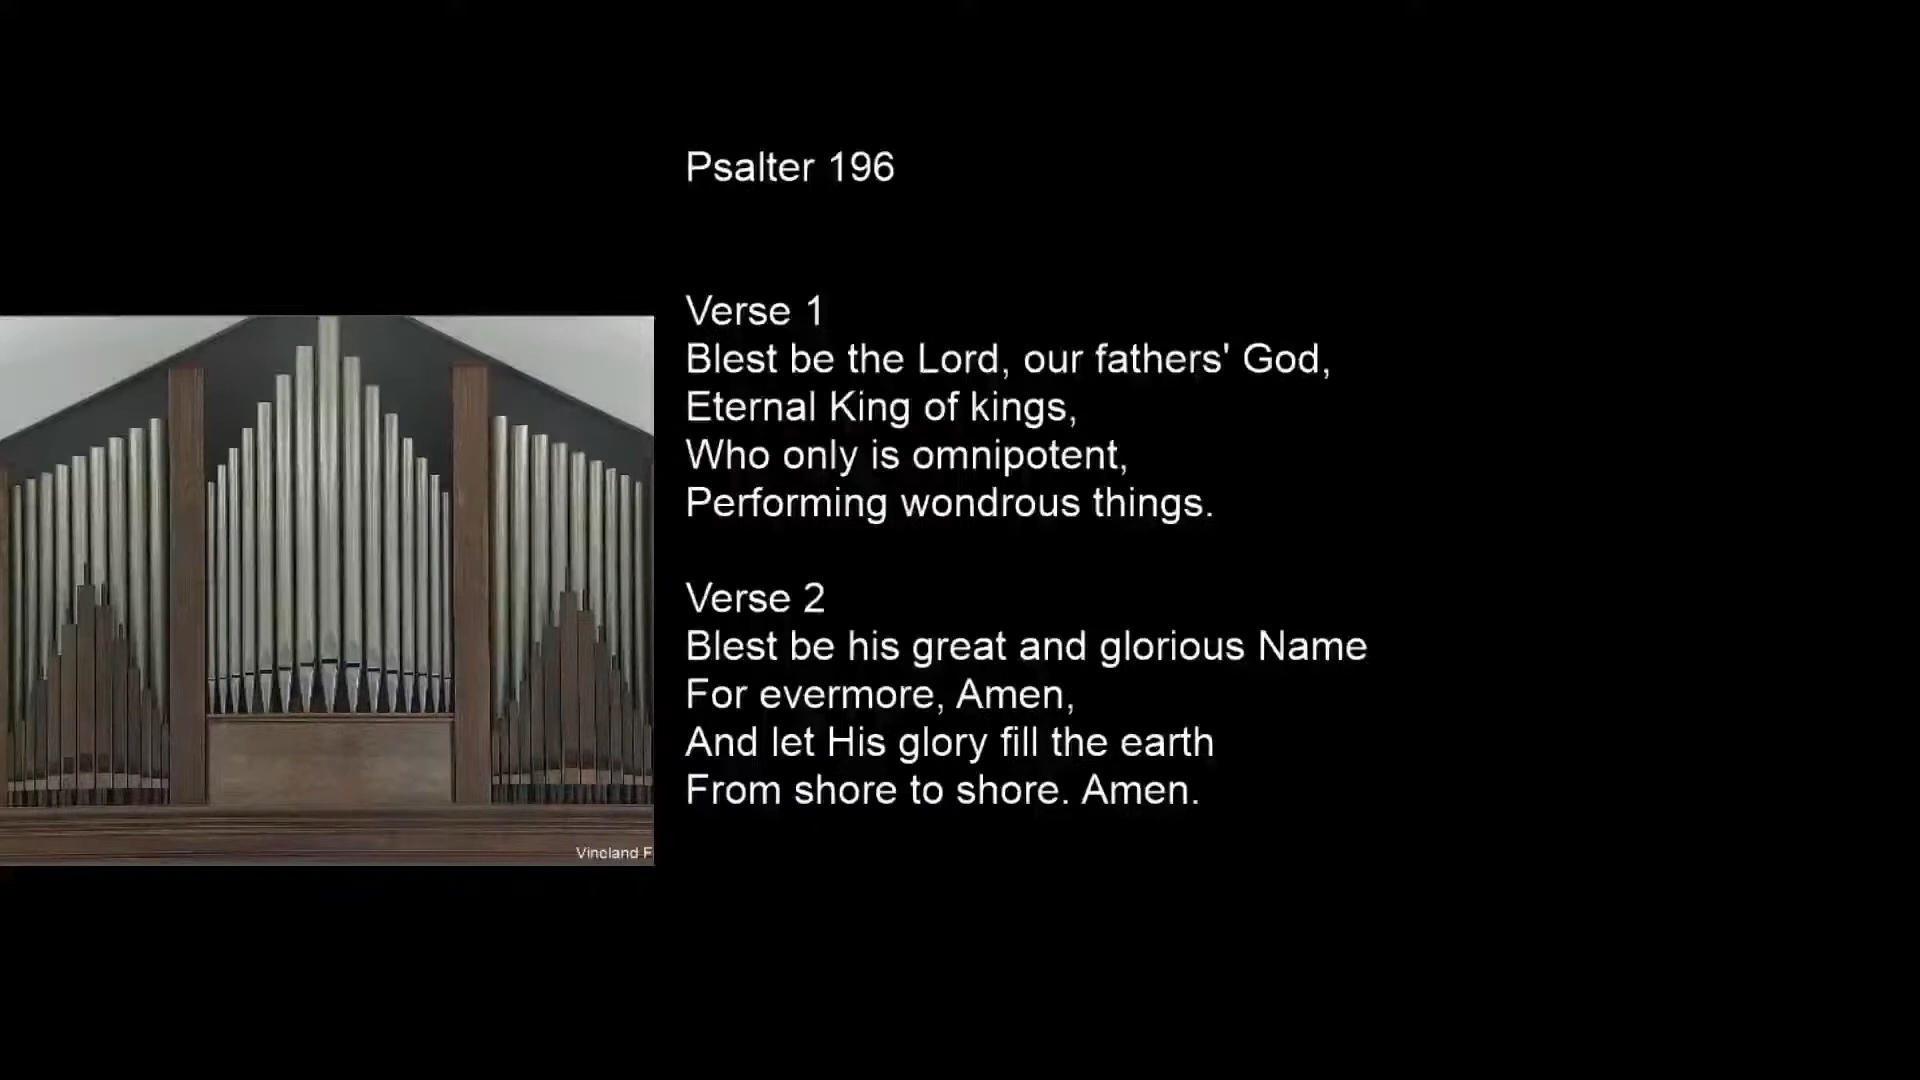 Psalter 196
Verse 1
Blest be the Lord, our fathers' God,
Eternal King of kings,
Who only is omnipotent,
Performing wondrous things.
Verse 2
Blest be his great and glorious Name
For evermore, Amen,
And let His glory fill the earth
From shore to shore. Amen.
Vineland F